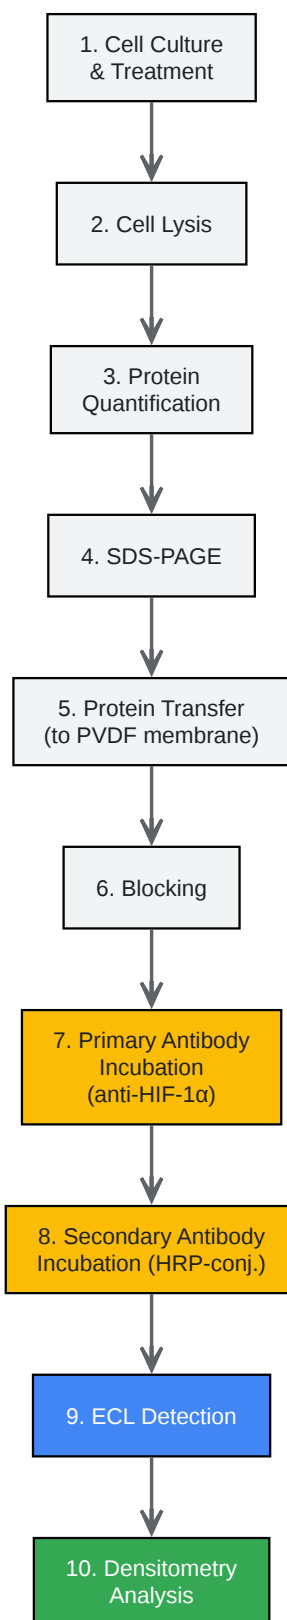 1. Cell Culture
& Treatment
2. Cell Lysis
3. Protein
Quantification
4. SDS-PAGE
5. Protein Transfer
(to PVDF membrane)
6. Blocking
7. Primary Antibody
Incubation
(anti-HIF-1α)
8. Secondary Antibody
Incubation (HRP-conj.)
9. ECL Detection
10. Densitometry
Analysis